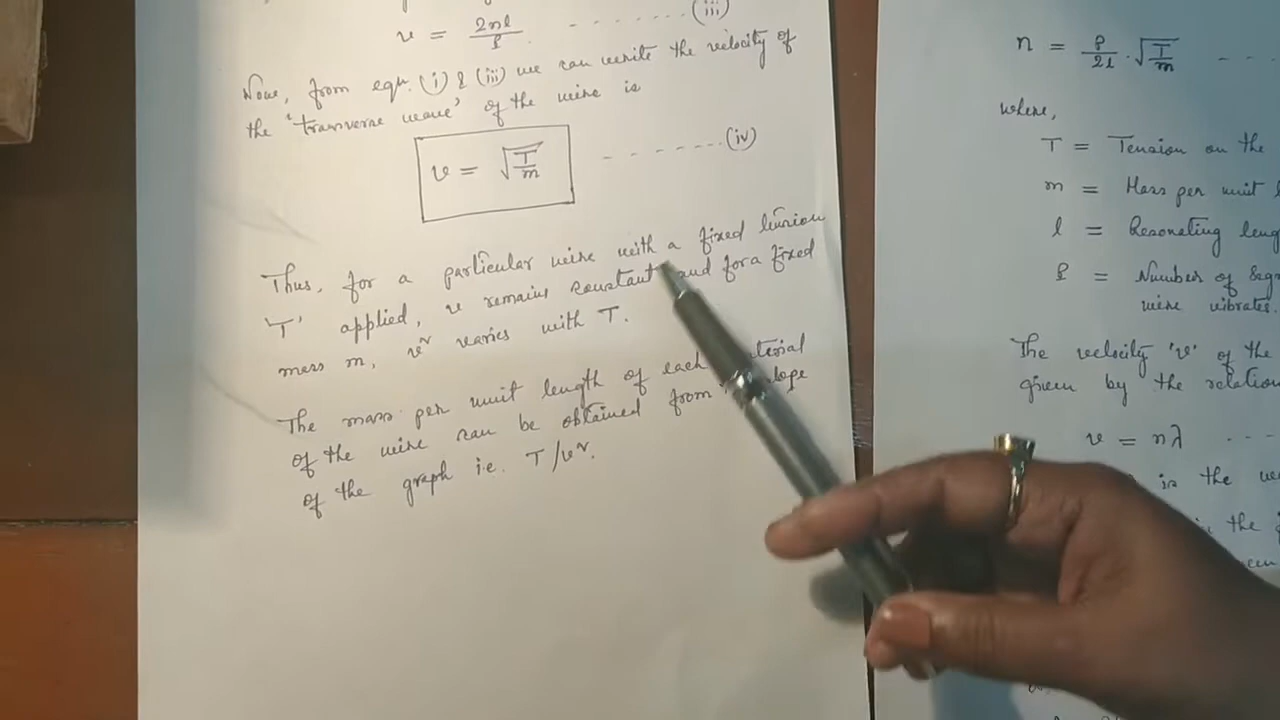 v = 2nl/p - - - - - - - - (iii)
Now, from eqn. (i) & (iii) we can write the velocity of
the 'transverse wave' of the wire is
v = √(T/m) - - - - - - - (iv)
Thus, for a particular wire with a fixed tension
'T' applied, v remains constant and for a fixed
mass m, v² varies with T.
The mass per unit length of each
of the wire can be obtained from
of the graph i.e. T/v².
n = p/2l · √(T/m) - - -
where,
T = Tension on the
m = Mass per unit
l = Resonating
p = Number of
wire vibrates.
The velocity 'v' of the
given by the relation
v = nλ - - - -
is the
in the